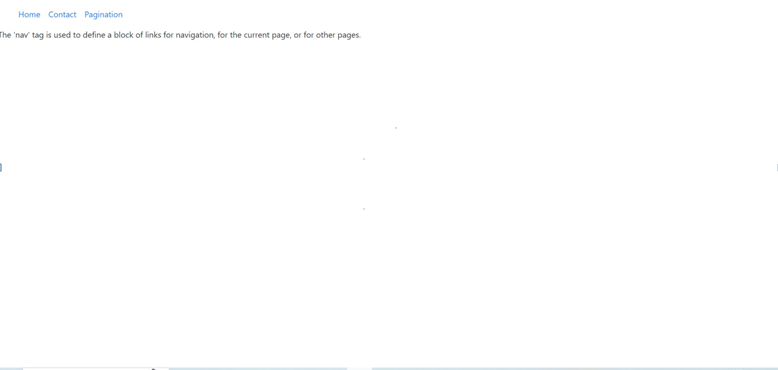 Home Contact Pagination
The 'nav' tag is used to define a block of links for navigation, for the current page, or for other pages.